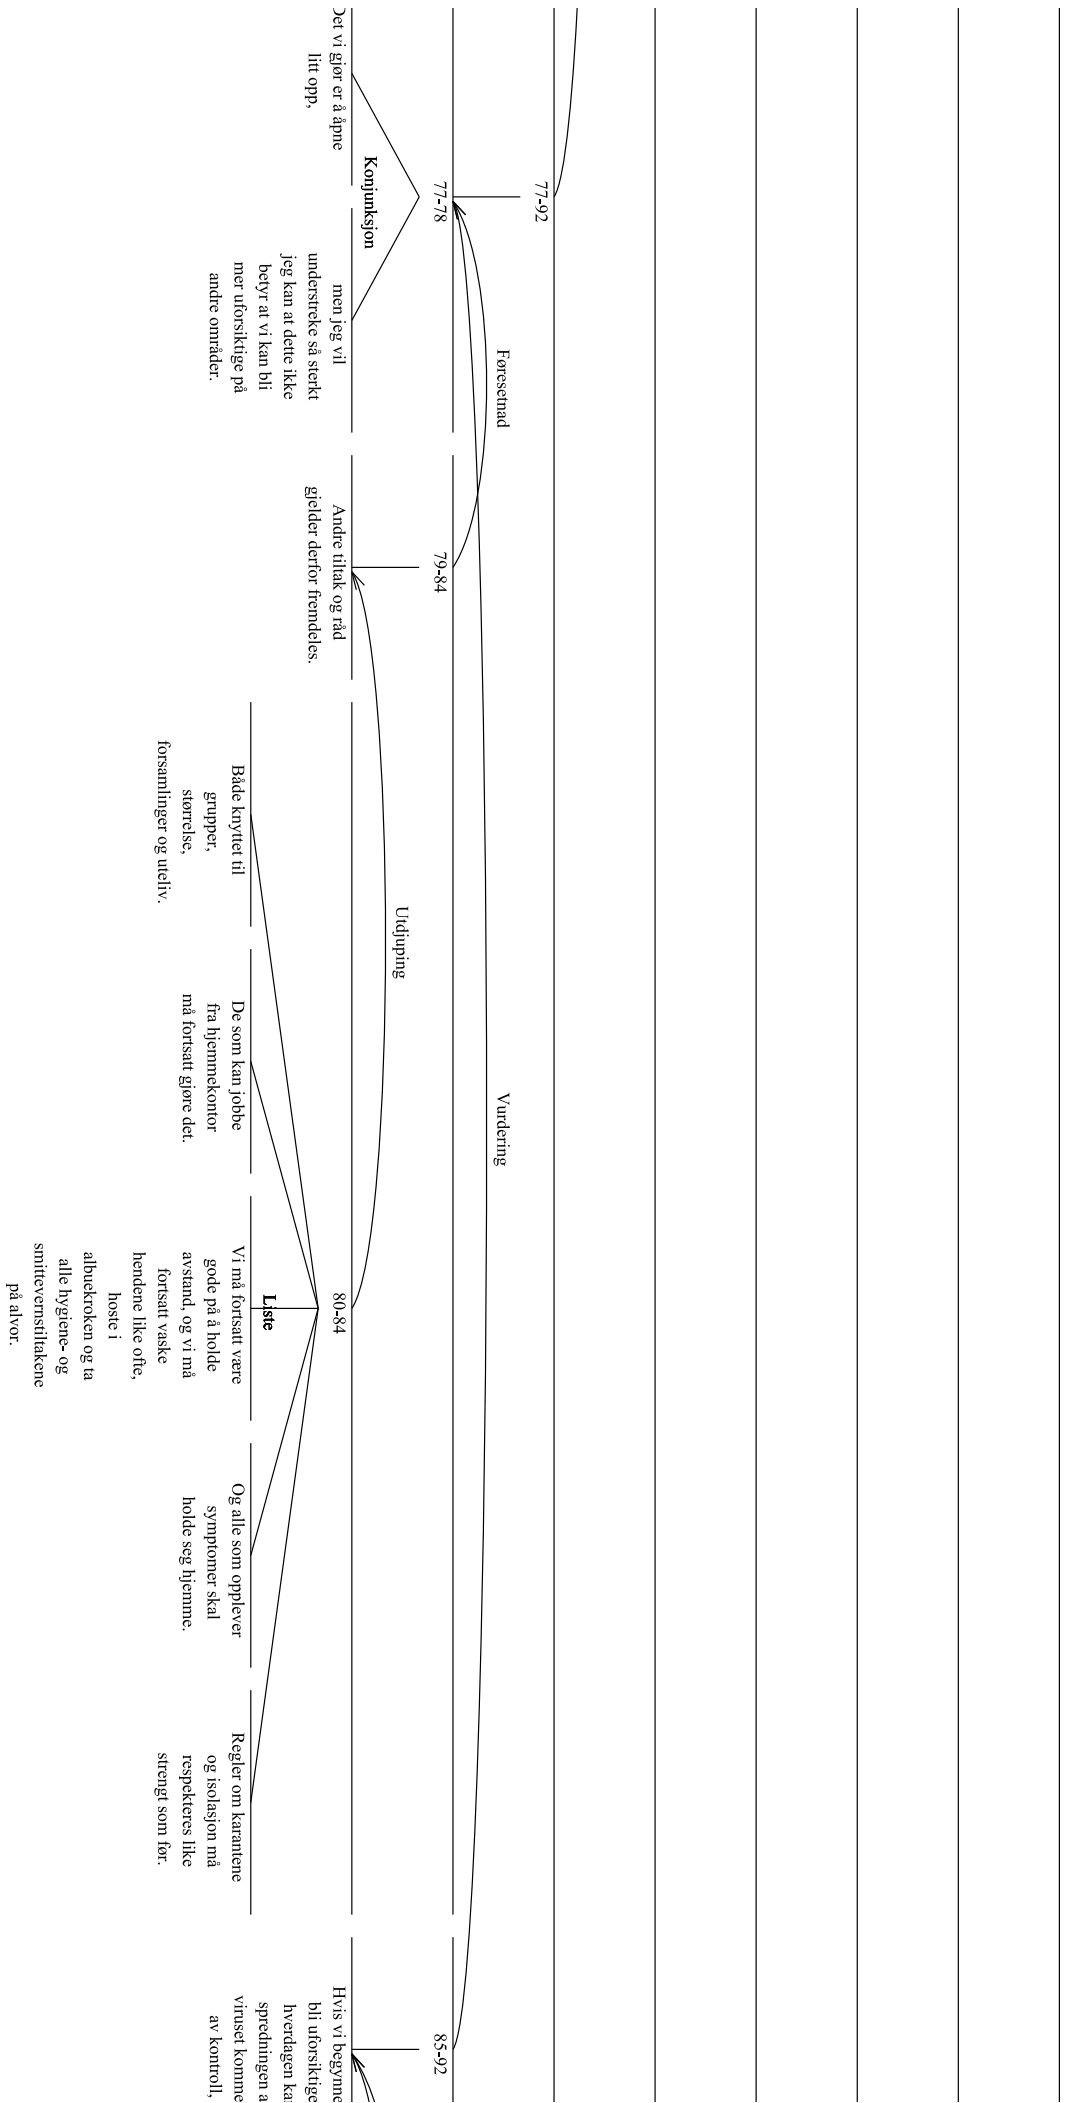 77-92
77-78
Konjunksjon
Det vi gjør er å åpne
litt opp,
men jeg vil
understreke så sterkt
jeg kan at dette ikke
betyr at vi kan bli
mer uforsiktige på
andre områder.
Føresetnad
79-84
Andre tiltak og råd
gjelder derfor fremdeles.
Utdjuping
Vurdering
80-84
Liste
Både knyttet til
grupper,
størrelse,
forsamlinger og uteliv.
De som kan jobbe
fra hjemmekontor
må fortsatt gjøre det.
Vi må fortsatt være
gode på å holde
avstand, og vi må
fortsatt vaske
hendene like ofte,
hoste i
albuekroken og ta
alle hygiene- og
smittevernstiltakene
på alvor.
Og alle som opplever
symptomer skal
holde seg hjemme.
Regler om karantene
og isolasjon må
respekteres like
strengt som før.
85-92
Hvis vi begynne
bli uforsiktige
hverdagen
spredningen
viruset
av kontroll,